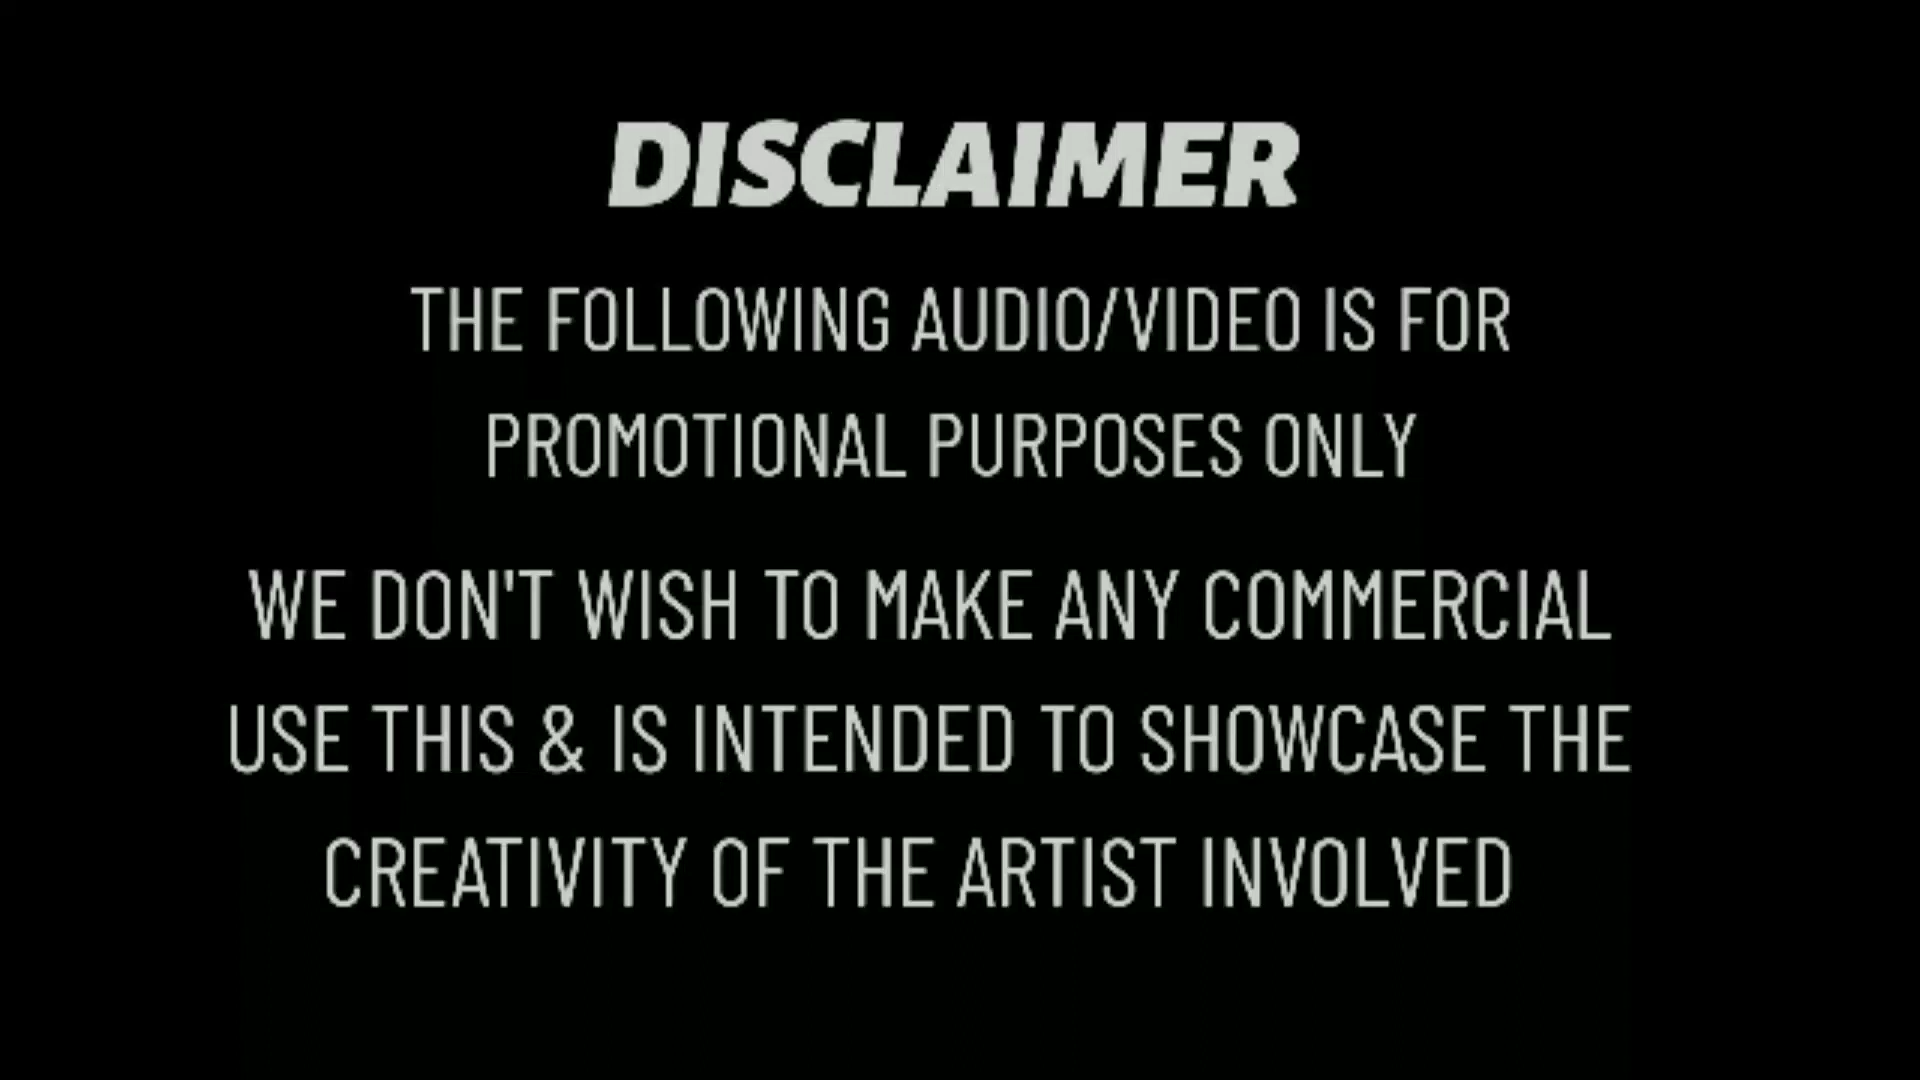 DISCLAIMER
THE FOLLOWING AUDIO/VIDEO IS FOR
PROMOTIONAL PURPOSES ONLY
WE DON'T WISH TO MAKE ANY COMMERCIAL
USE THIS & IS INTENDED TO SHOWCASE THE
CREATIVITY OF THE ARTIST INVOLVED